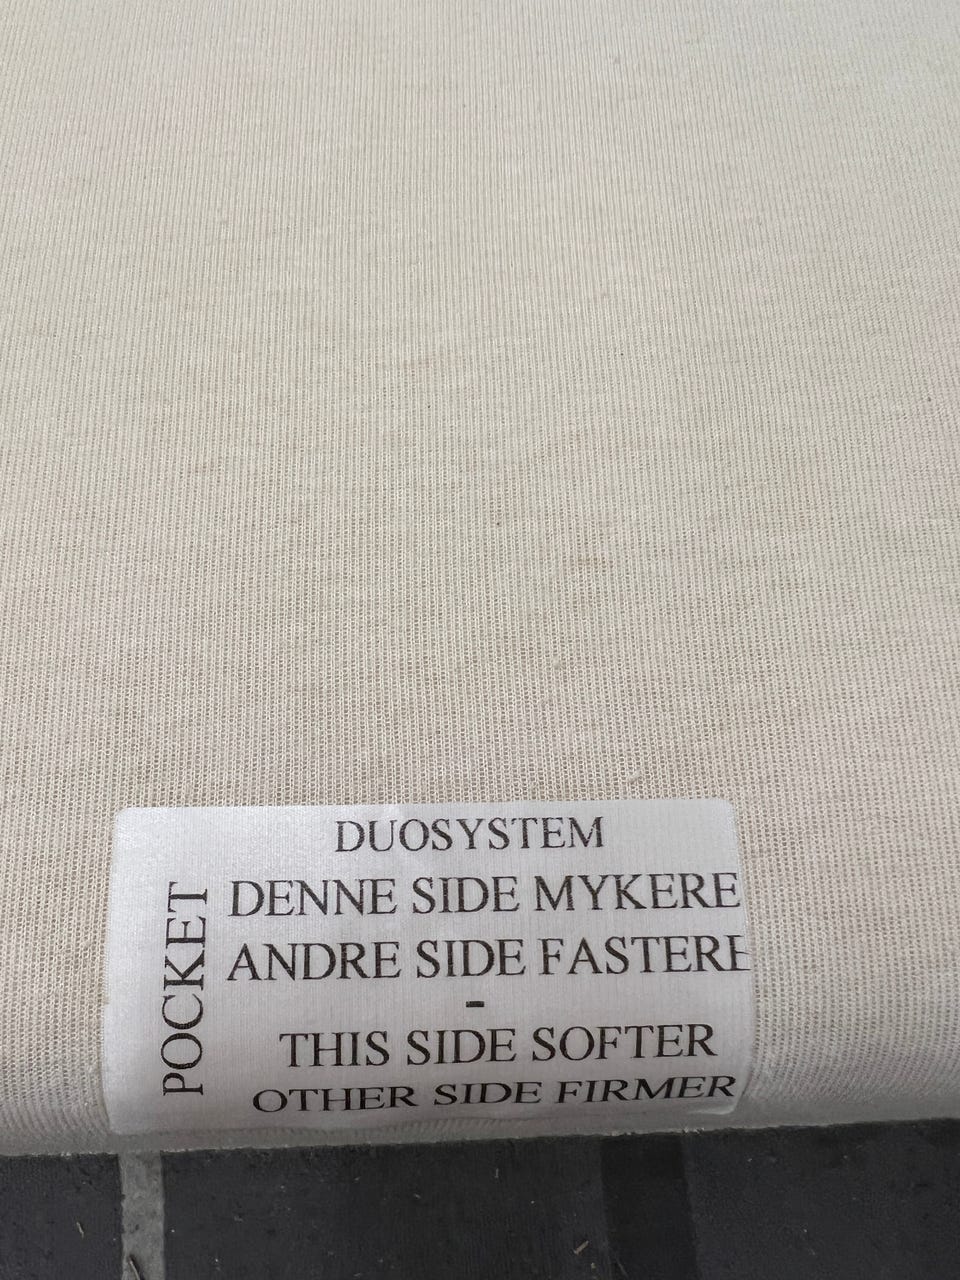 POCKET
DUOSYSTEM
DENNE SIDE MYKERE
ANDRE SIDE FASTERE
-
THIS SIDE SOFTER
OTHER SIDE FIRMER